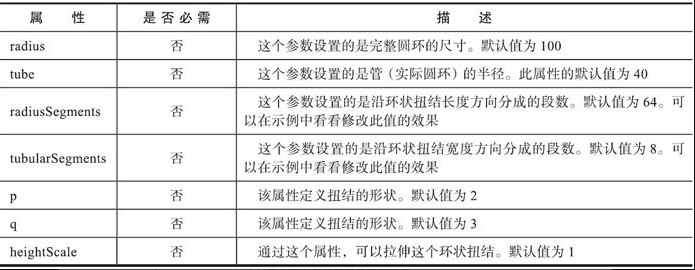 属 性 是否必需 描 述
radius 否 这个参数设置的是完整圆环的尺寸。默认值为 100
tube 否 这个参数设置的是管（实际圆环）的半径。此属性的默认值为 40
radiusSegments 否 这个参数设置的是沿环状扭结长度方向分成的段数。默认值为 64。可
以在示例中看看修改此值的效果
tubularSegments 否 这个参数设置的是沿环状扭结宽度方向分成的段数。默认值为 8。可
以在示例中看看修改此值的效果
p 否 该属性定义扭结的形状。默认值为 2
q 否 该属性定义扭结的形状。默认值为 3
heightScale 否 通过这个属性，可以拉伸这个环状扭结。默认值为 1